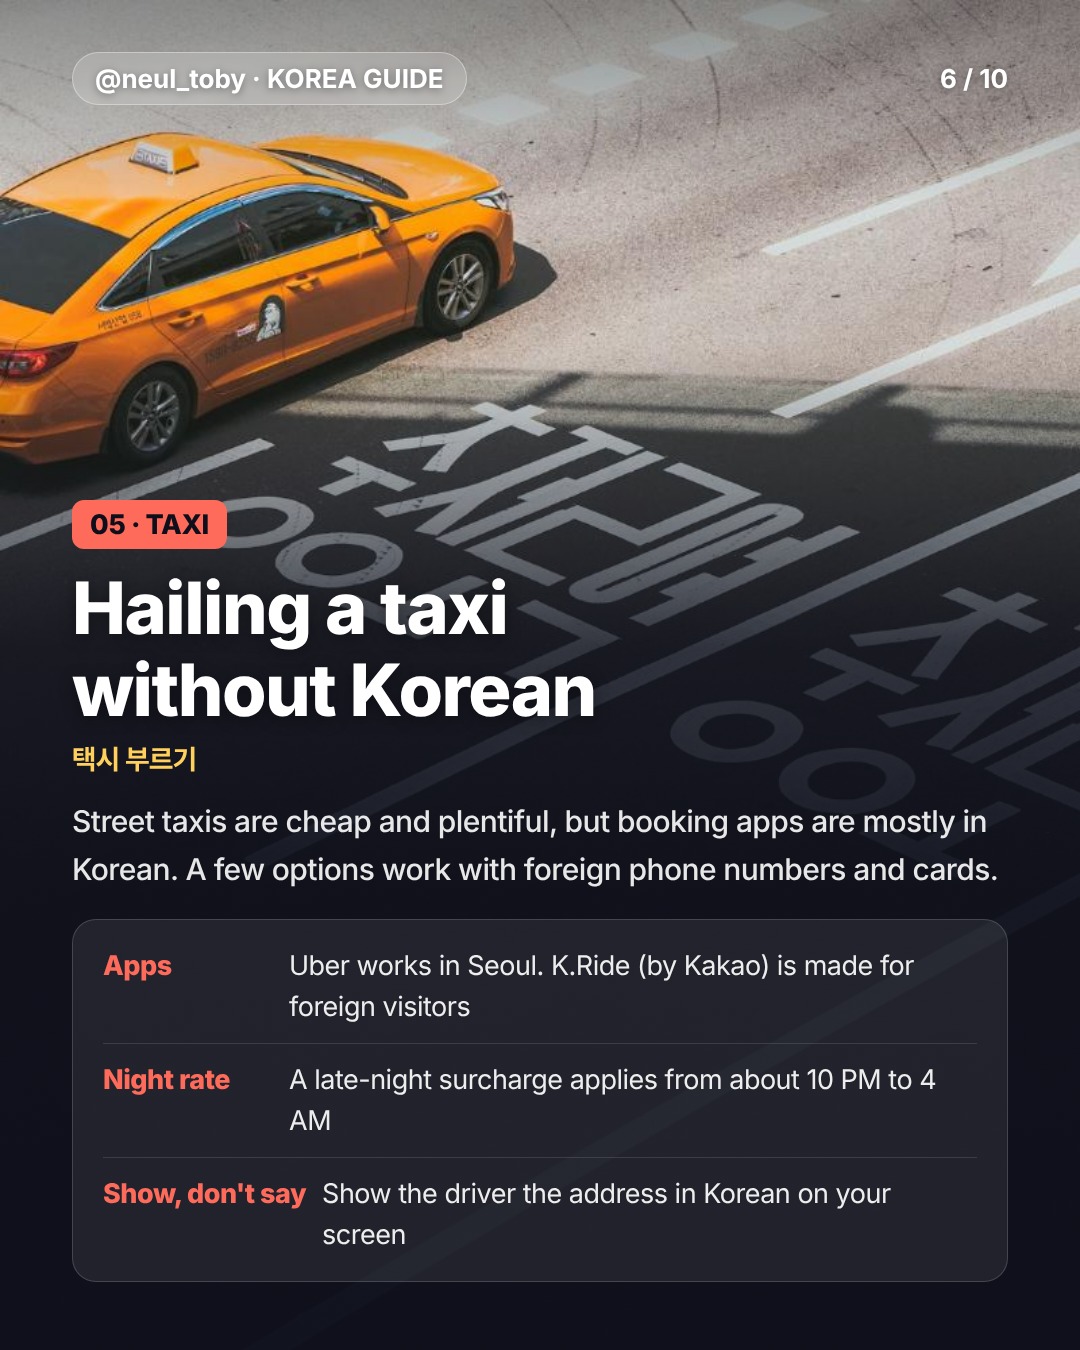 @neul_toby · KOREA GUIDE
6 / 10
TAXI
05 · TAXI
Hailing a taxi
without Korean
택시 부르기
Street taxis are cheap and plentiful, but booking apps are mostly in
Korean. A few options work with foreign phone numbers and cards.
Apps
Uber works in Seoul. K.Ride (by Kakao) is made for
foreign visitors
Night rate
A late-night surcharge applies from about 10 PM to 4
AM
Show, don't say
Show the driver the address in Korean on your
screen